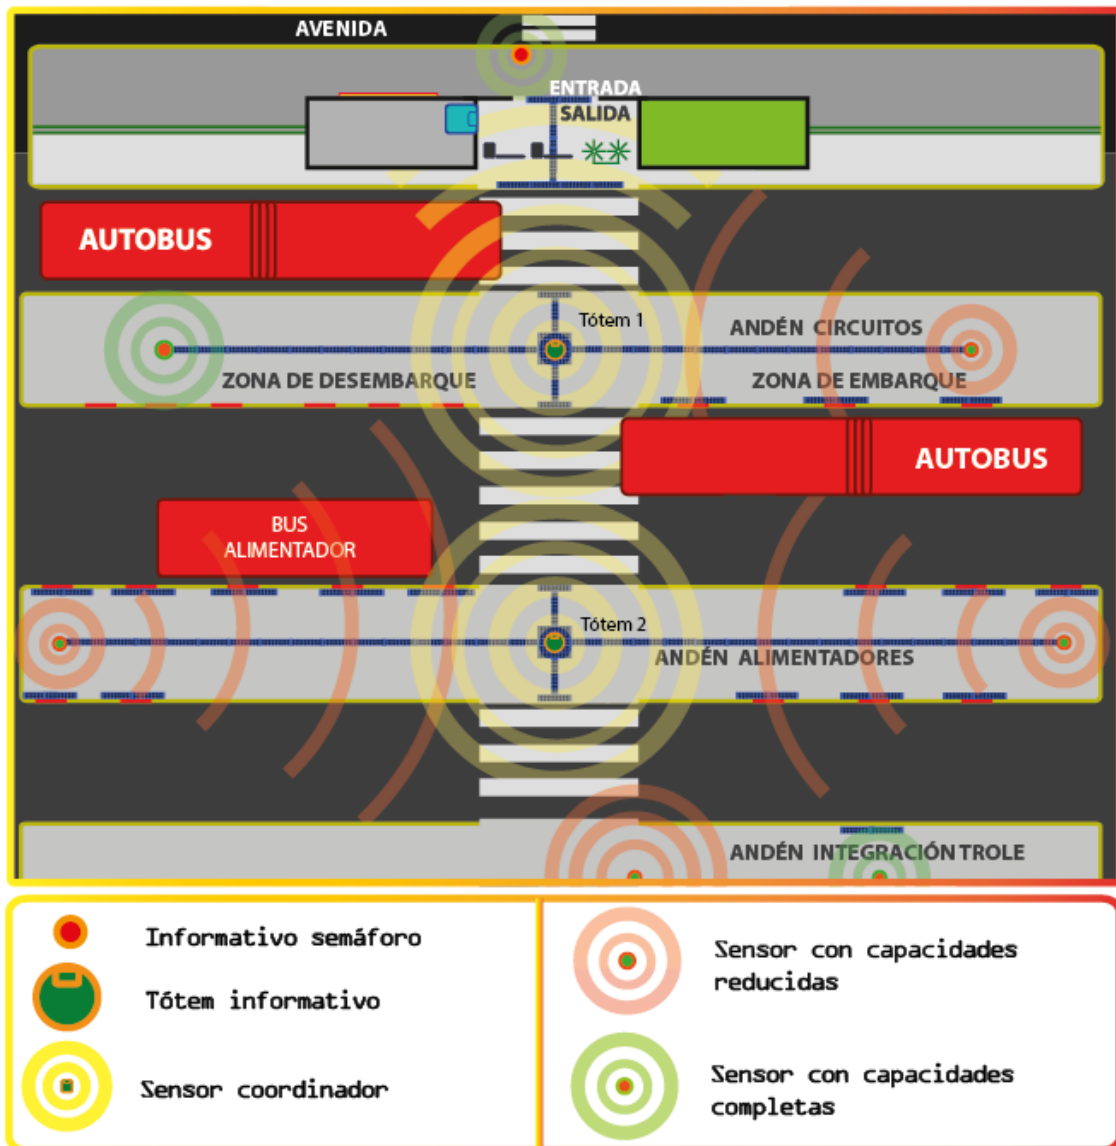 AVENIDA
ENTRADA
SALIDA
AUTOBUS
Tótem 1
ANDÉN CIRCUITOS
ZONA DE DESEMBARQUE
ZONA DE EMBARQUE
AUTOBUS
BUS
ALIMENTADOR
Tótem 2
ANDÉN ALIMENTADORES
ANDÉN INTEGRACIÓN TROLE
Informativo semáforo
Tótem informativo
Sensor coordinador
Sensor con capacidades
reducidas
Sensor con capacidades
completas